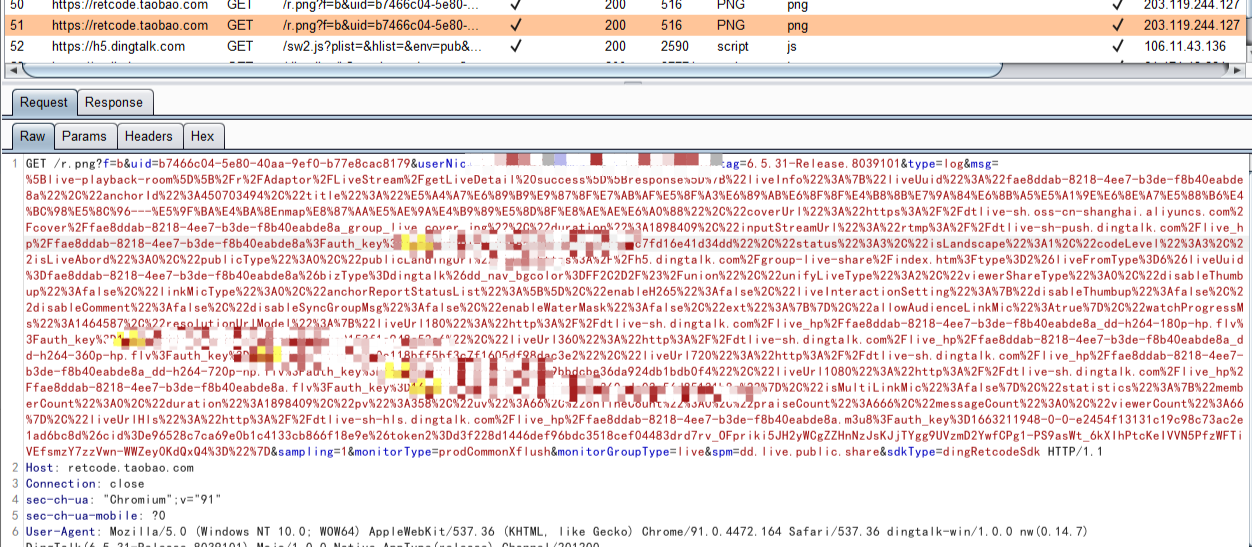 50 https://retcode.taobao.com GET /r.png?f=b&uid=b7466c04-5e80-... ✓ 200 516 PNG png ✓ 203.119.244.127
51 https://retcode.taobao.com GET /r.png?f=b&uid=b7466c04-5e80-... ✓ 200 516 PNG png ✓ 203.119.244.127
52 https://h5.dingtalk.com GET /sw2.js?plist=&hlist=&env=pub&... ✓ 200 2590 script js ✓ 106.11.43.136
Request Response
Raw Params Headers Hex
1 GET /r.png?f=b&uid=b7466c04-5e80-40aa-9ef0-b77e8cac8179&userNic tag=6.5.31-Release.8039101&type=log&msg=
%5Blive-playback-room%5D%5B%2Fr%2FAdaptor%2FLiveStream%2FgetLiveDetail%20success%5D%5Bresponse%5D%7B%22liveInfo%22%3A%7B%22liveUuid%22%3A%22fae8ddab-8218-4ee7-b3de-f8b40eabde
8a%22%2C%22anchorId%22%3A450703494%2C%22title%22%3A%22%E5%A4%A7%E6%89%B9%E9%87%8F%E7%AB%AF%E5%8F%A3%E6%89%AB%E6%8F%8F%E4%B8%8B%E7%9A%84%E6%8B%A5%E5%A1%9E%E6%8E%A7%E5%88%B6%E4
%BC%98%E5%8C%96---%E5%9F%BA%E4%BA%8Enmap%E8%87%AA%E5%AE%9A%E4%B9%89%E5%8D%8F%E8%AE%AE%E6%A0%88%22%2C%22coverUrl%22%3A%22https%3A%2F%2Fdtlive-sh.oss-cn-shanghai.aliyuncs.com%2
Fcover%2Ffae8ddab-8218-4ee7-b3de-f8b40eabde8a_group_live_cover_ing%22%2C%22duration%22%3A1898409%2C%22inputStreamUrl%22%3A%22rtmp%3A%2F%2Fdtlive-sh-push.dingtalk.com%2Flive_h
p%2Ffae8ddab-8218-4ee7-b3de-f8b40eabde8a%3Fauth_key% c7fd16e41d34dd%22%2C%22status%22%3A3%2C%22isLandscape%22%3A1%2C%22codeLevel%22%3A3%2C%2
2isLiveAbord%22%3A0%2C%22publicType%22%3A0%2C%22publicLandingUrl s%3A%2F%2Fh5.dingtalk.com%2Fgroup-live-share%2Findex.htm%3Ftype%3D2%26liveFromType%3D6%26liveUuid
%3Dfae8ddab-8218-4ee7-b3de-f8b40eabde8a%26bizType%3Ddingtalk%26dd_nav_bgcolor%3DFF2C2D2F%23%2Funion%22%2C%22unifyLiveType%22%3A2%2C%22viewerShareType%22%3A0%2C%22disableThumb
up%22%3Afalse%2C%22linkMicType%22%3A0%2C%22anchorReportStatusList%22%3A%5B%5D%2C%22enableH265%22%3Afalse%2C%22liveInteractionSetting%22%3A%7B%22disableThumbup%22%3Afalse%2C%2
2disableComment%22%3Afalse%2C%22disableSyncGroupMsg%22%3Afalse%2C%22enableWaterMask%22%3Afalse%2C%22ext%22%3A%7B%7D%2C%22allowAudienceLinkMic%22%3Atrue%7D%2C%22watchProgressM
s%22%3A1464587%2C%22resolutionUrlModel%22%3A%7B%22liveUrl180%22%3A%22http%3A%2F%2Fdtlive-sh.dingtalk.com%2Flive_hp%2Ffae8ddab-8218-4ee7-b3de-f8b40eabde8a_dd-h264-180p-hp.flv%
3Fauth_key%3D %22%2C%22liveUrl360%22%3A%22http%3A%2F%2Fdtlive-sh.dingtalk.com%2Flive_hp%2Ffae8ddab-8218-4ee7-b3de-f8b40eabde8a_d
d-h264-360p-hp.flv%3Fauth_key%3D c118bff5bf3c7f1605df98dac3e2%22%2C%22liveUrl720%22%3A%22http%3A%2F%2Fdtlive-sh.dingtalk.com%2Flive_hp%2Ffae8ddab-8218-4ee7-
b3de-f8b40eabde8a_dd-h264-720p-hp. uth_key% bbdcbe36da924db1bdb0f4%22%2C%22liveUrl1080%22%3A%22http%3A%2F%2Fdtlive-sh.dingtalk.com%2Flive_hp%2
Ffae8ddab-8218-4ee7-b3de-f8b40eabde8a.flv%3Fauth_key%3D1 %7D%2C%22isMultiLinkMic%22%3Afalse%7D%2C%22statistics%22%3A%7B%22mem
berCount%22%3A0%2C%22duration%22%3A1898409%2C%22pv%22%3A358%2C%22uv%22%3A66%2C%22onlineCount%22%3A0%2C%22praiseCount%22%3A666%2C%22messageCount%22%3A0%2C%22viewerCount%22%3A66
%7D%2C%22liveUrlHls%22%3A%22http%3A%2F%2Fdtlive-sh-hls.dingtalk.com%2Flive_hp%2Ffae8ddab-8218-4ee7-b3de-f8b40eabde8a.m3u8%3Fauth_key%3D1663211948-0-0-e2454f13131c19c98c73ac2e
1ad6bc8d%26cid%3De96528c7ca69e0b1c4133cb866f18e9e%26token2%3Dd3f228d1446def96bdc3518cef04483drd7rv_OFpriki5JH2yWCgZZHnNzJsKJjTYgg9UVzmD2YwfCPg1-PS9asWt_6kXIhPtcKelVVN5PfzWFTi
VEfsmzY7zzVwn-WWZeyOKdQxQ4%3D%22%7D&sampling=1&monitorType=prodCommonXflush&monitorGroupType=live&spm=dd.live.public.share&sdkType=dingRetcodeSdk HTTP/1.1
2 Host: retcode.taobao.com
3 Connection: close
4 sec-ch-ua: "Chromium";v="91"
5 sec-ch-ua-mobile: ?0
6 User-Agent: Mozilla/5.0 (Windows NT 10.0; WOW64) AppleWebKit/537.36 (KHTML, like Gecko) Chrome/91.0.4472.164 Safari/537.36 dingtalk-win/1.0.0 nw(0.14.7)